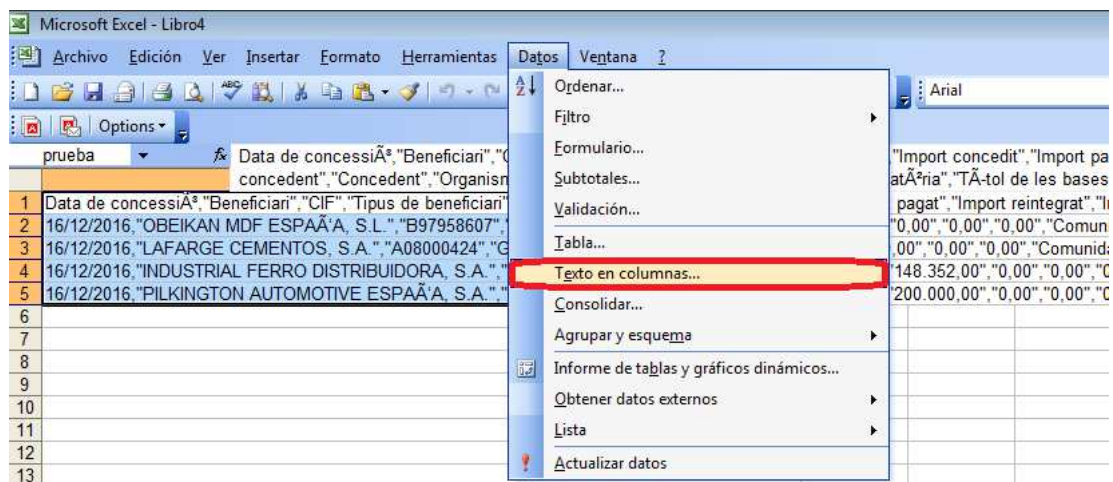 Microsoft Excel - Libro4
Archivo Edición Ver Insertar Formato Herramientas Datos Ventana ?
Arial
Options
prueba fx Data de concessiÃ³,"Beneficiari","
"Import concedit","Import pa
concedent","Concedent","Organisn
atÃ²ria","TÃ-tol de les bases
1 Data de concessiÃ³,"Beneficiari","CIF","Tipus de beneficiari"
pagat","Import reintegrat","I
2 16/12/2016,"OBEIKAN MDF ESPAÃ'A, S.L.","B97958607",
"0,00","0,00","0,00","Comun
3 16/12/2016,"LAFARGE CEMENTOS, S.A.","A08000424","G
,00","0,00","0,00","Comunida
4 16/12/2016,"INDUSTRIAL FERRO DISTRIBUIDORA, S.A.","
"148.352,00","0,00","0,00","C
5 16/12/2016,"PILKINGTON AUTOMOTIVE ESPAÃ'A, S.A.","
"200.000,00","0,00","0,00","C
6
7
8
9
10
11
12
13
Ordenar...
Filtro
Formulario...
Subtotales...
Validación...
Tabla...
Texto en columnas...
Consolidar...
Agrupar y esquema
Informe de tablas y gráficos dinámicos...
Obtener datos externos
Lista
Actualizar datos